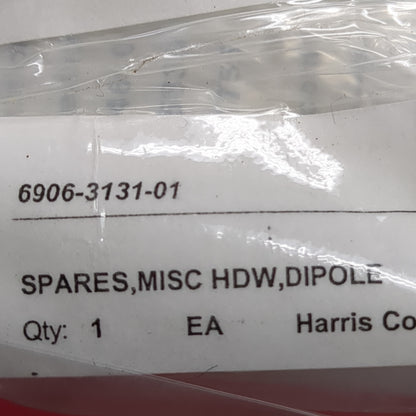 6906-3131-01
SPARES,MISC HDW,DIPOLE
Qty: 1 EA Harris Co